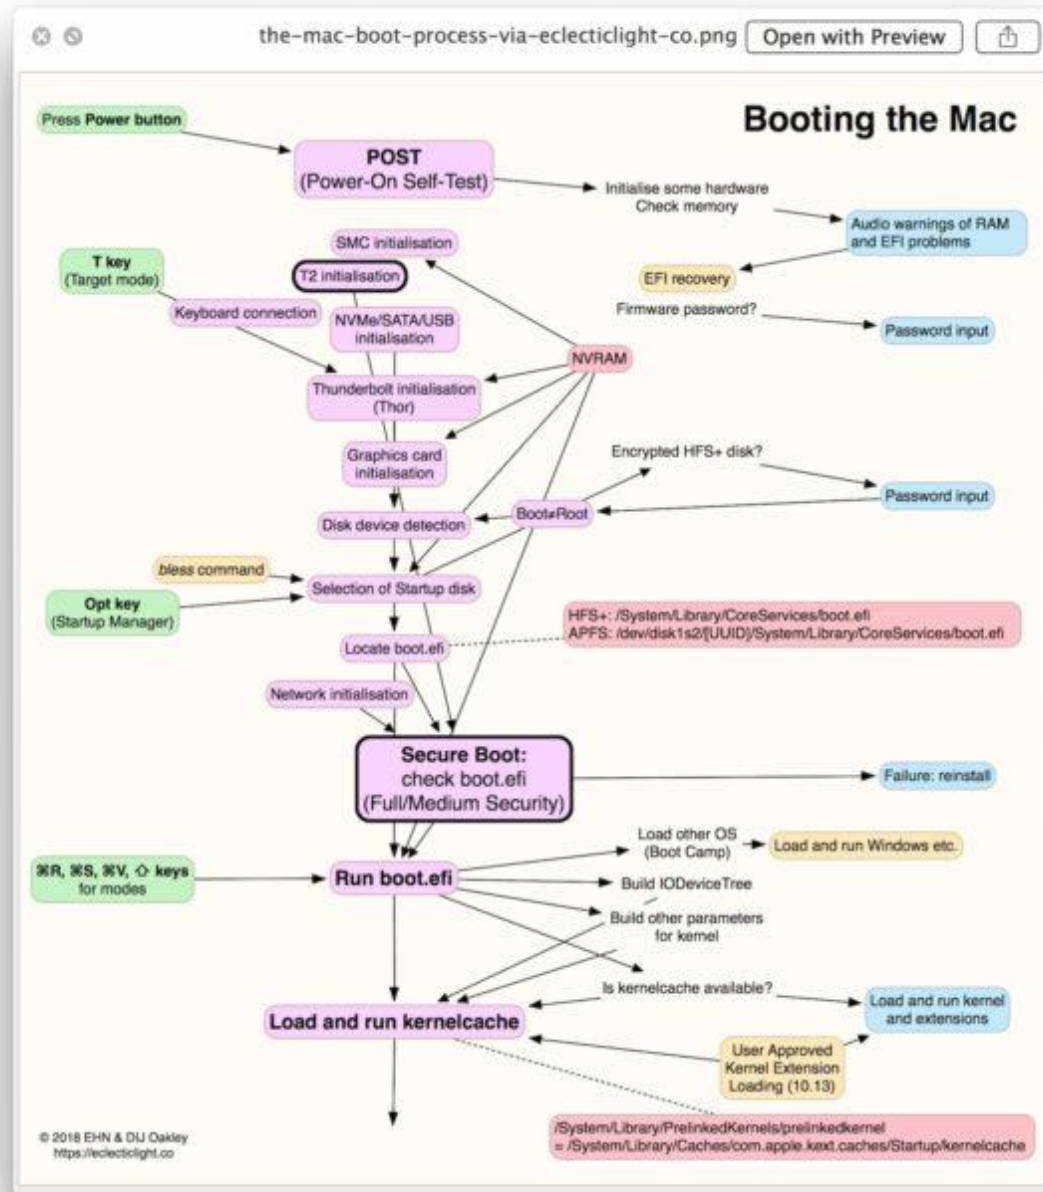 the-mac-boot-process-via-eclecticlight-co.png
Open with Preview
Booting the Mac
Press Power button
POST
(Power-On Self-Test)
Initialise some hardware
Check memory
Audio warnings of RAM
and EFI problems
SMC initialisation
T key
(Target mode)
T2 initialisation
EFI recovery
Keyboard connection
NVMe/SATA/USB
initialisation
Firmware password?
Password input
NVRAM
Thunderbolt initialisation
(Thor)
Graphics card
initialisation
Encrypted HFS+ disk?
Password input
Disk device detection
Boot≠Root
bless command
Selection of Startup disk
Opt key
(Startup Manager)
HFS+: /System/Library/CoreServices/boot.efi
APFS: /dev/disk1s2/[UUID]/System/Library/CoreServices/boot.efi
Locate boot.efi
Network initialisation
Secure Boot:
check boot.efi
(Full/Medium Security)
Failure: reinstall
Load other OS
(Boot Camp)
Load and run Windows etc.
⌘R, ⌘S, ⌘V, ⇧ keys
for modes
Run boot.efi
Build IODeviceTree
Build other parameters
for kernel
Is kernelcache available?
Load and run kernel
and extensions
Load and run kernelcache
User Approved
Kernel Extension
Loading (10.13)
/System/Library/PrelinkedKernels/prelinkedkernel
= /System/Library/Caches/com.apple.kext.caches/Startup/kernelcache
© 2018 EHN & DIJ Oakley
https://eclecticlight.co